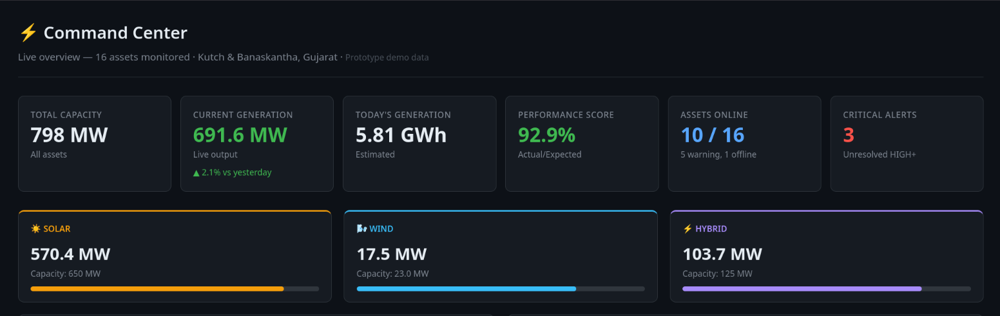 ⚡ Command Center
Live overview — 16 assets monitored · Kutch & Banaskantha, Gujarat · Prototype demo data
TOTAL CAPACITY
798 MW
All assets
CURRENT GENERATION
691.6 MW
Live output
▲ 2.1% vs yesterday
TODAY'S GENERATION
5.81 GWh
Estimated
PERFORMANCE SCORE
92.9%
Actual/Expected
ASSETS ONLINE
10 / 16
5 warning, 1 offline
CRITICAL ALERTS
3
Unresolved HIGH+
☀️ SOLAR
570.4 MW
Capacity: 650 MW
🌬️ WIND
17.5 MW
Capacity: 23.0 MW
⚡ HYBRID
103.7 MW
Capacity: 125 MW